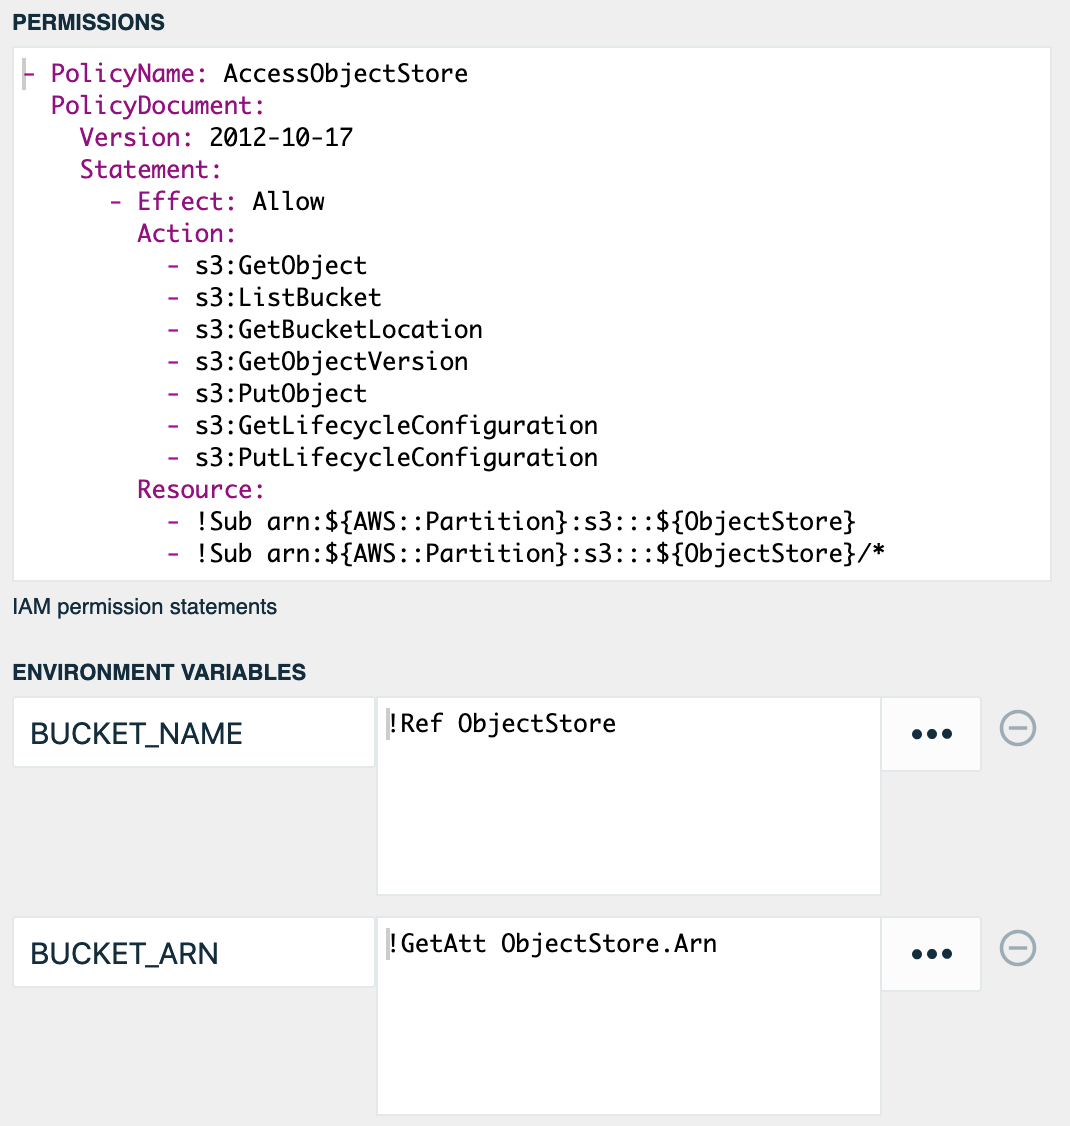 PERMISSIONS
- PolicyName: AccessObjectStore
  PolicyDocument:
    Version: 2012-10-17
    Statement:
      - Effect: Allow
        Action:
          - s3:GetObject
          - s3:ListBucket
          - s3:GetBucketLocation
          - s3:GetObjectVersion
          - s3:PutObject
          - s3:GetLifecycleConfiguration
          - s3:PutLifecycleConfiguration
        Resource:
          - !Sub arn:${AWS::Partition}:s3:::${ObjectStore}
          - !Sub arn:${AWS::Partition}:s3:::${ObjectStore}/*
IAM permission statements
ENVIRONMENT VARIABLES
BUCKET_NAME
!Ref ObjectStore
BUCKET_ARN
!GetAtt ObjectStore.Arn